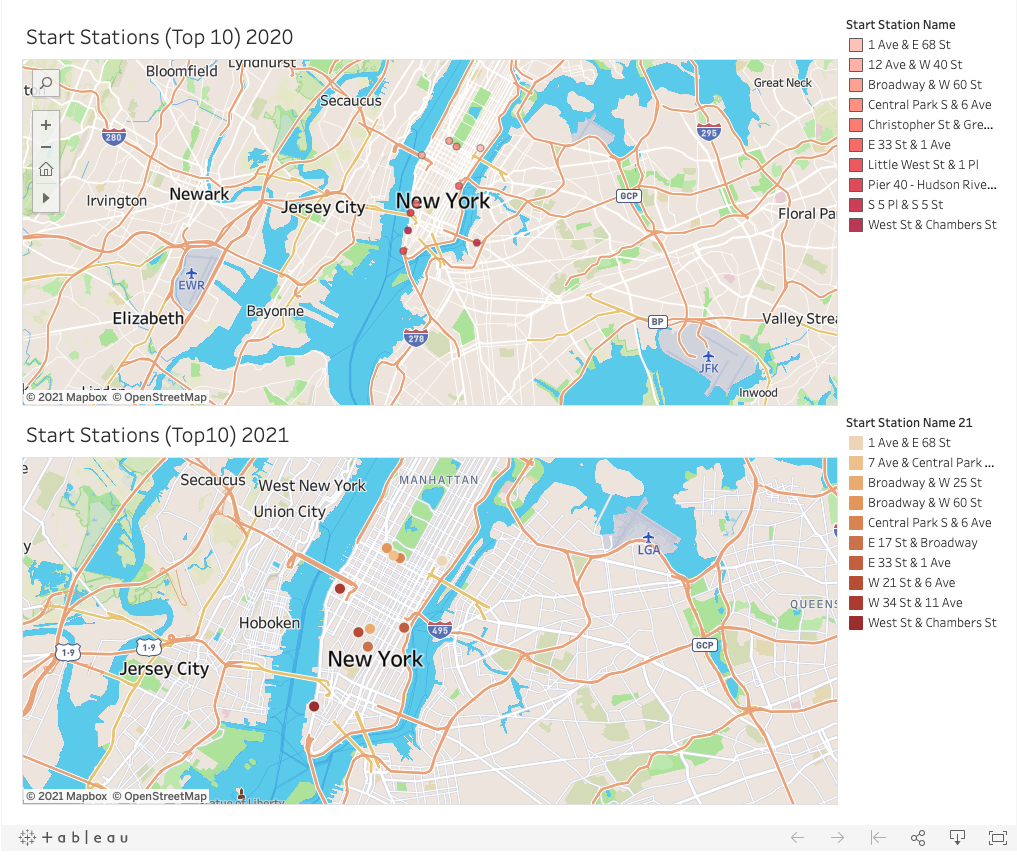 Start Stations (Top 10) 2020
Bloomfield
Lyndhurst
Great Neck
Secaucus
280
295
Irvington
Newark
Jersey City
New York
GCP
Floral Pa
EWR
Elizabeth
Bayonne
278
BP
Valley Strea
JFK
Inwood
© 2021 Mapbox © OpenStreetMap
Start Station Name
1 Ave & E 68 St
12 Ave & W 40 St
Broadway & W 60 St
Central Park S & 6 Ave
Christopher St & Gre...
E 33 St & 1 Ave
Little West St & 1 Pl
Pier 40 - Hudson Rive...
S 5 Pl & S 5 St
West St & Chambers St
Start Stations (Top10) 2021
Secaucus
West New York
MANHATTAN
Union City
LGA
Hoboken
495
QUEENS
1-9
1-9
GCP
Jersey City
New York
Statue of Liberty
© 2021 Mapbox © OpenStreetMap
Start Station Name 21
1 Ave & E 68 St
7 Ave & Central Park ...
Broadway & W 25 St
Broadway & W 60 St
Central Park S & 6 Ave
E 17 St & Broadway
E 33 St & 1 Ave
W 21 St & 6 Ave
W 34 St & 11 Ave
West St & Chambers St
+ableau